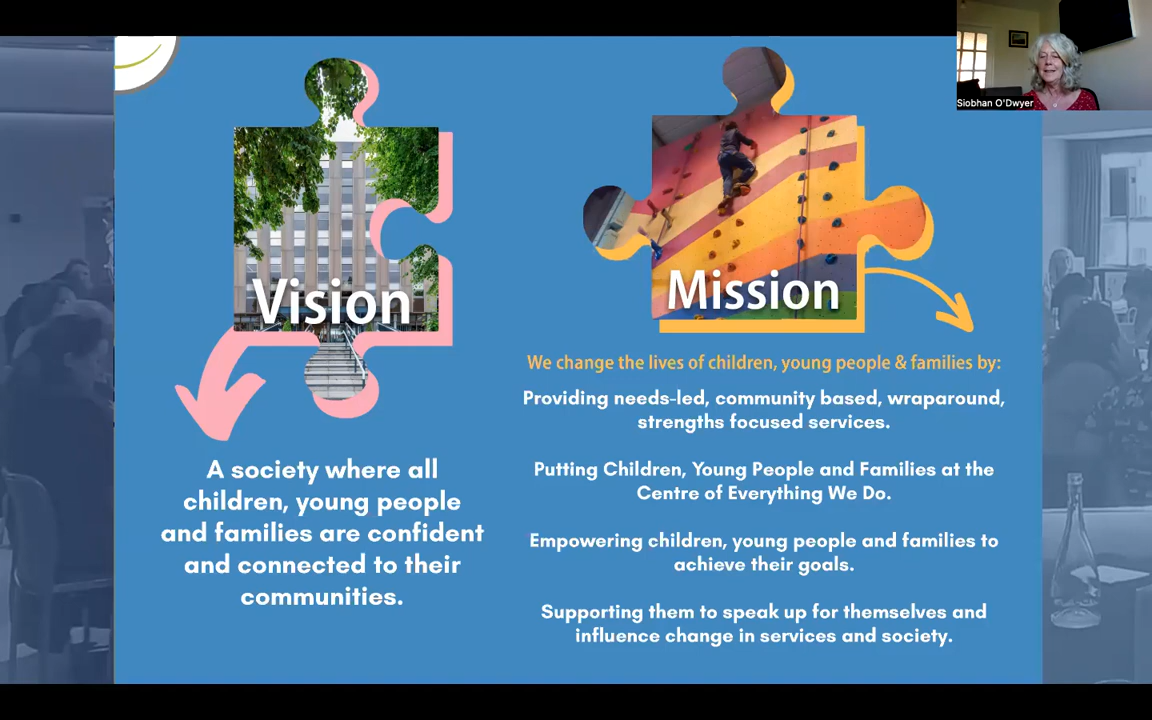 Siobhan O'Dwyer
Vision
A society where all
children, young people
and families are confident
and connected to their
communities.
Mission
We change the lives of children, young people & families by:
Providing needs-led, community based, wraparound,
strengths focused services.
Putting Children, Young People and Families at the
Centre of Everything We Do.
Empowering children, young people and families to
achieve their goals.
Supporting them to speak up for themselves and
influence change in services and society.